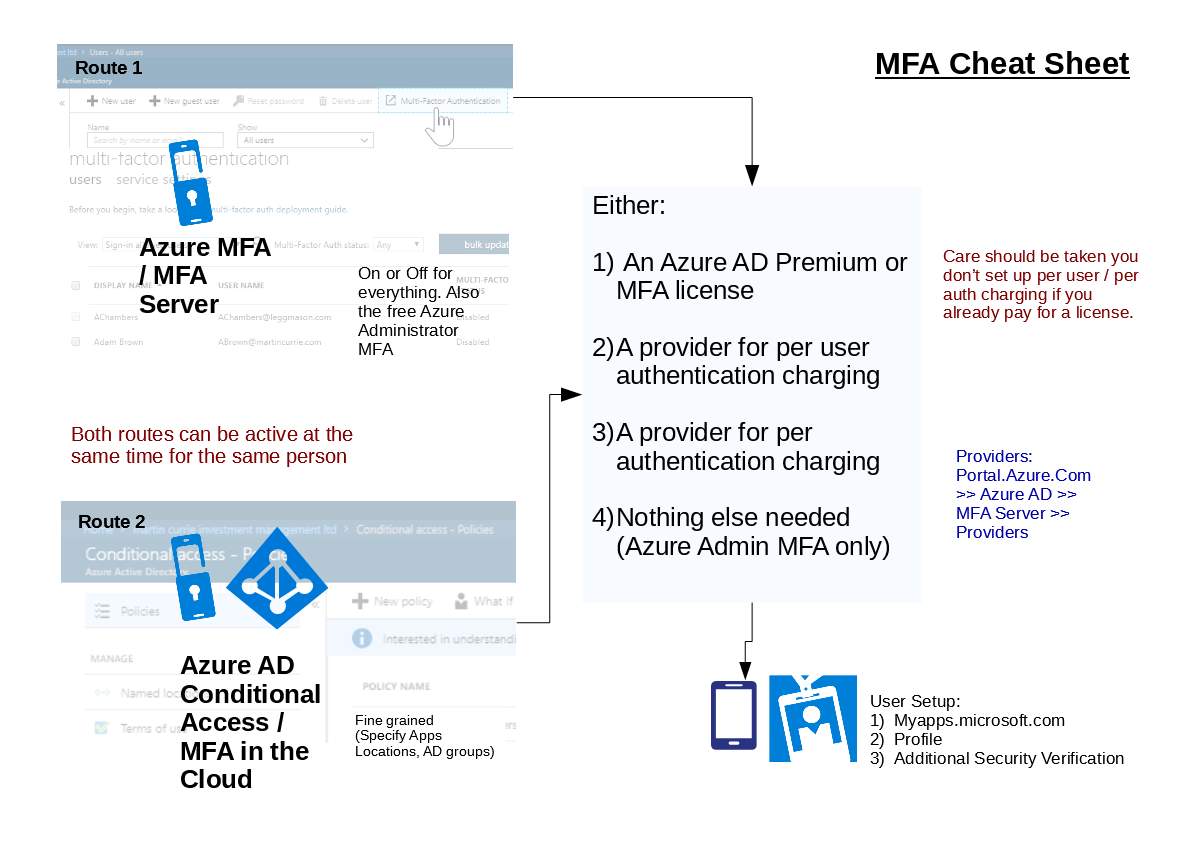 MFA Cheat Sheet
Users - All users
Route 1
Active Directory
New user New guest user Reset password Delete user Multi-Factor Authentication
Name Show
Search by name or All users
multi-factor authentication
users service settings
Before you begin, take a multi-factor auth deployment guide.
View: Sign-in Multi-Factor Auth status: Any bulk updat
Azure MFA
/ MFA
Server
DISPLAY NAME USER NAME MULTI-FACTO
On or Off for
everything. Also
the free Azure
Administrator
MFA
AChambers AChambers@leggmason.com Disabled
Adam Brown ABrown@martincurrie.com Disabled
Either:
1) An Azure AD Premium or
MFA license
2)A provider for per user
authentication charging
3)A provider for per
authentication charging
4)Nothing else needed
(Azure Admin MFA only)
Care should be taken you
don't set up per user / per
auth charging if you
already pay for a license.
Both routes can be active at the
same time for the same person
Providers:
Portal.Azure.Com
>> Azure AD >>
MFA Server >>
Providers
Route 2
martin currie investment management ltd > Conditional access - Policies
Conditional access - Policies
Azure Active Directory
Policies
New policy What If
Interested in understandi
MANAGE
Named
Terms of use
POLICY NAME
Azure AD
Conditional
Access /
MFA in the
Cloud
Fine grained
(Specify Apps
Locations, AD groups)
User Setup:
1) Myapps.microsoft.com
2) Profile
3) Additional Security Verification